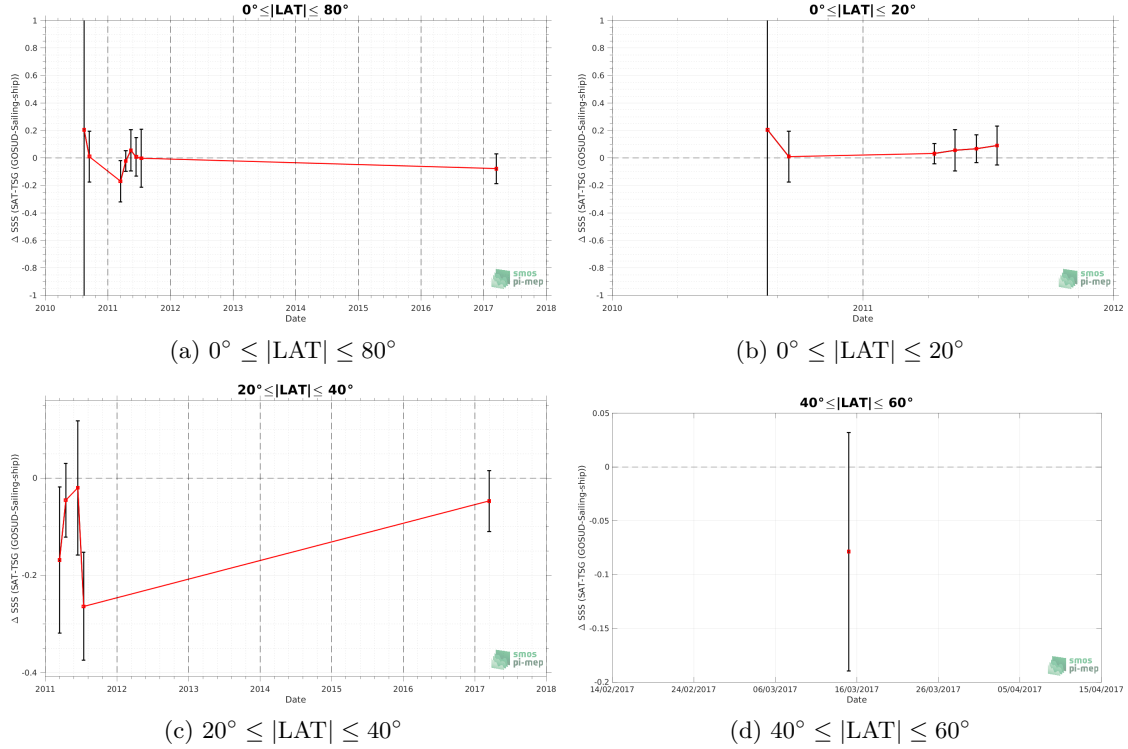 0°≤|LAT|≤ 80°
Δ SSS (SAT-TSG (GOSUD-Sailing-ship))
1
0.8
0.6
0.4
0.2
0
-0.2
-0.4
-0.6
-0.8
-1
2010 2011 2012 2013 2014 2015 2016 2017 2018
Date
smos
pi-mep
(a) 0° ≤ |LAT| ≤ 80°
0°≤|LAT|≤ 20°
Δ SSS (SAT-TSG (GOSUD-Sailing-ship))
1
0.8
0.6
0.4
0.2
0
-0.2
-0.4
-0.6
-0.8
-1
2010 2011 2012
Date
smos
pi-mep
(b) 0° ≤ |LAT| ≤ 20°
20°≤|LAT|≤ 40°
Δ SSS (SAT-TSG (GOSUD-Sailing-ship))
0
-0.2
-0.4
2011 2012 2013 2014 2015 2016 2017 2018
Date
smos
pi-mep
(c) 20° ≤ |LAT| ≤ 40°
40°≤|LAT|≤ 60°
Δ SSS (SAT-TSG (GOSUD-Sailing-ship))
0.05
0
-0.05
-0.1
-0.15
-0.2
14/02/2017 24/02/2017 06/03/2017 16/03/2017 26/03/2017 05/04/2017 15/04/2017
Date
smos
pi-mep
(d) 40° ≤ |LAT| ≤ 60°